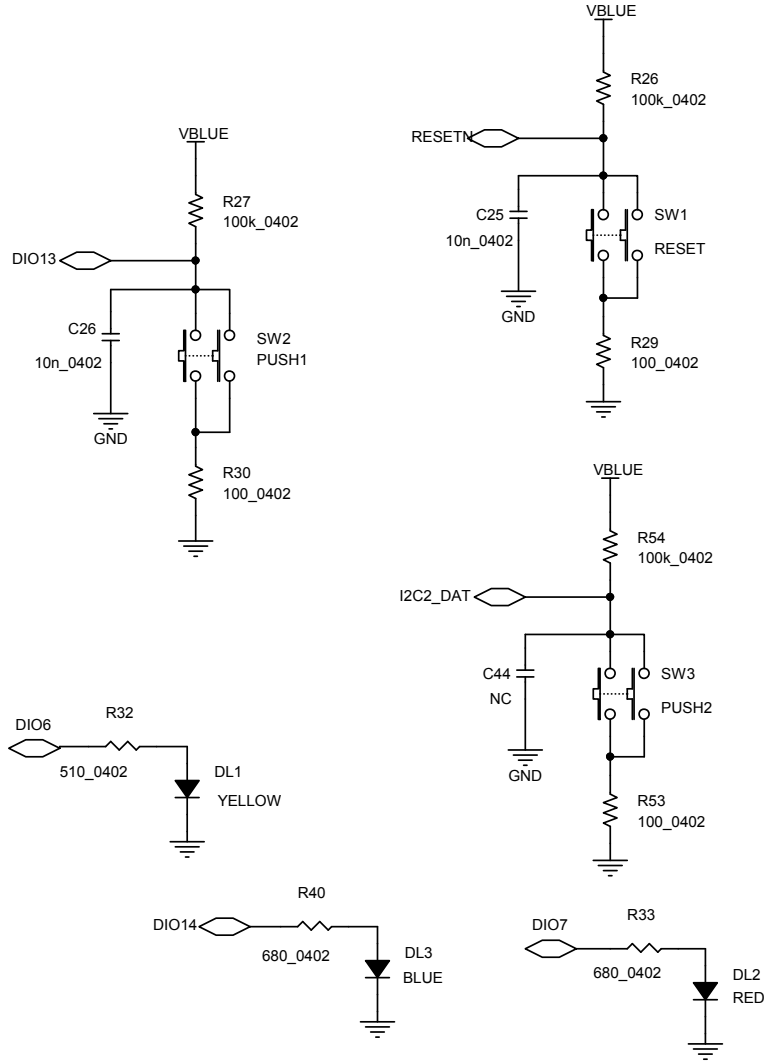 VBLUE
R26
100k_0402
RESETN
C25
10n_0402
SW1
RESET
GND
R29
100_0402
VBLUE
R27
100k_0402
DIO13
C26
10n_0402
SW2
PUSH1
GND
R30
100_0402
VBLUE
R54
100k_0402
I2C2_DAT
C44
NC
SW3
PUSH2
GND
R53
100_0402
DIO6
R32
510_0402
DL1
YELLOW
DIO14
R40
680_0402
DL3
BLUE
DIO7
R33
680_0402
DL2
RED